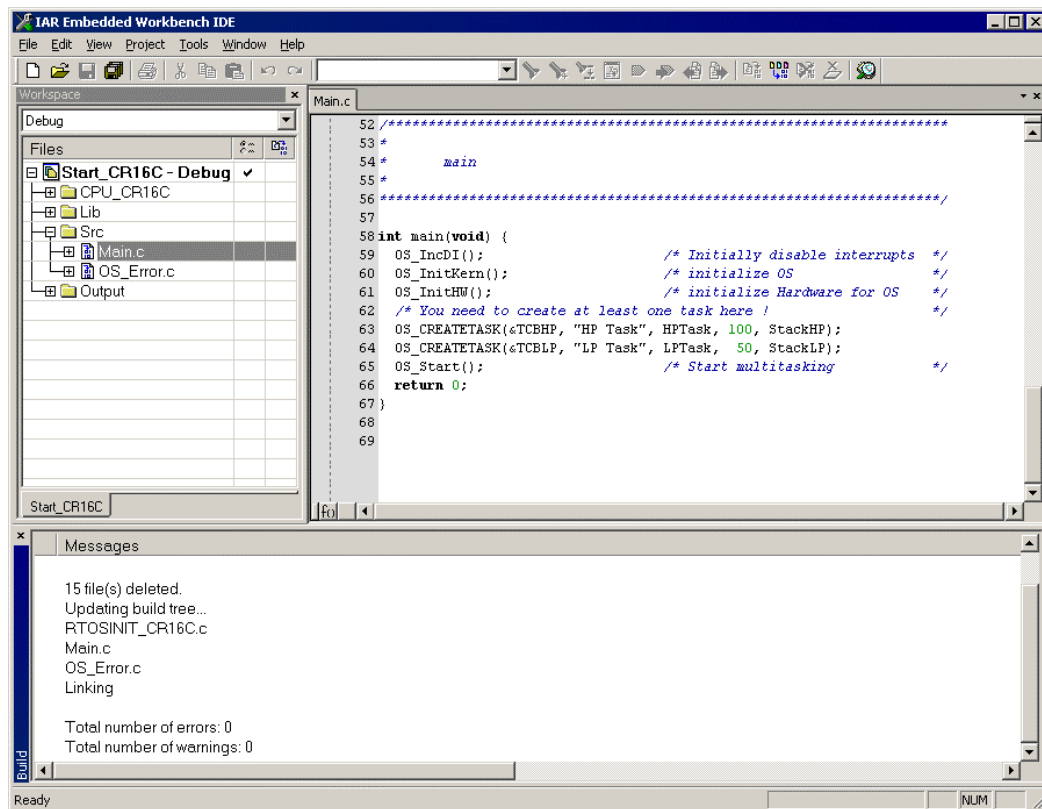 IAR Embedded Workbench IDE
File Edit View Project Tools Window Help
Workspace
Debug
Files
Start_CR16C - Debug
CPU_CR16C
Lib
Src
Main.c
OS_Error.c
Output
Start_CR16C
Main.c
52 /*********************************************************************
53 *
54 *       main
55 *
56 *********************************************************************/
57
58 int main(void) {
59   OS_IncDI();                      /* Initially disable interrupts  */
60   OS_InitKern();                   /* initialize OS                 */
61   OS_InitHW();                     /* initialize Hardware for OS    */
62   /* You need to create at least one task here !                    */
63   OS_CREATETASK(&TCBHP, "HP Task", HPTask, 100, StackHP);
64   OS_CREATETASK(&TCBLP, "LP Task", LPTask,  50, StackLP);
65   OS_Start();                      /* Start multitasking            */
66   return 0;
67 }
68
69
f()
Messages
15 file(s) deleted.
Updating build tree...
RTOSINIT_CR16C.c
Main.c
OS_Error.c
Linking
Total number of errors: 0
Total number of warnings: 0
Build
Ready
NUM